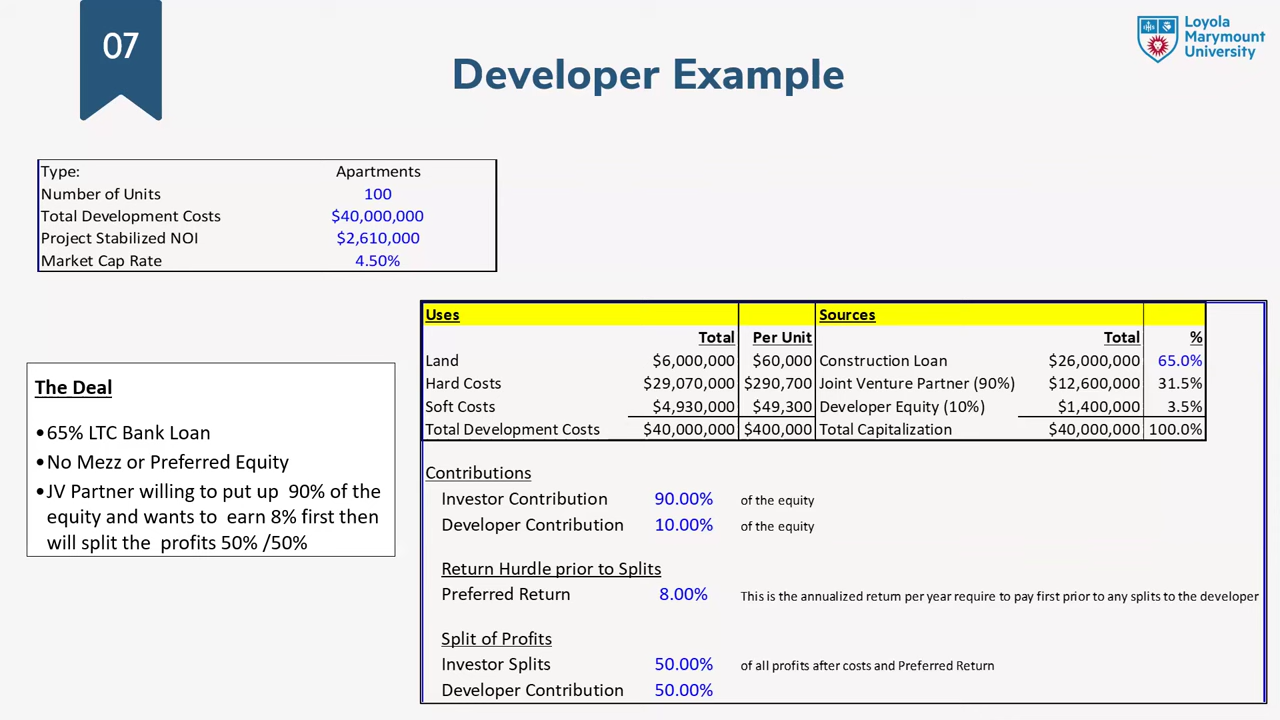 07
Loyola
Marymount
University
Developer Example
Type: Apartments
Number of Units 100
Total Development Costs $40,000,000
Project Stabilized NOI $2,610,000
Market Cap Rate 4.50%
The Deal
•65% LTC Bank Loan
•No Mezz or Preferred Equity
•JV Partner willing to put up 90% of the
equity and wants to earn 8% first then
will split the profits 50% /50%
Uses Sources
Total Per Unit Total %
Land $6,000,000 $60,000 Construction Loan $26,000,000 65.0%
Hard Costs $29,070,000 $290,700 Joint Venture Partner (90%) $12,600,000 31.5%
Soft Costs $4,930,000 $49,300 Developer Equity (10%) $1,400,000 3.5%
Total Development Costs $40,000,000 $400,000 Total Capitalization $40,000,000 100.0%
Contributions
Investor Contribution 90.00% of the equity
Developer Contribution 10.00% of the equity
Return Hurdle prior to Splits
Preferred Return 8.00% This is the annualized return per year require to pay first prior to any splits to the developer
Split of Profits
Investor Splits 50.00% of all profits after costs and Preferred Return
Developer Contribution 50.00%